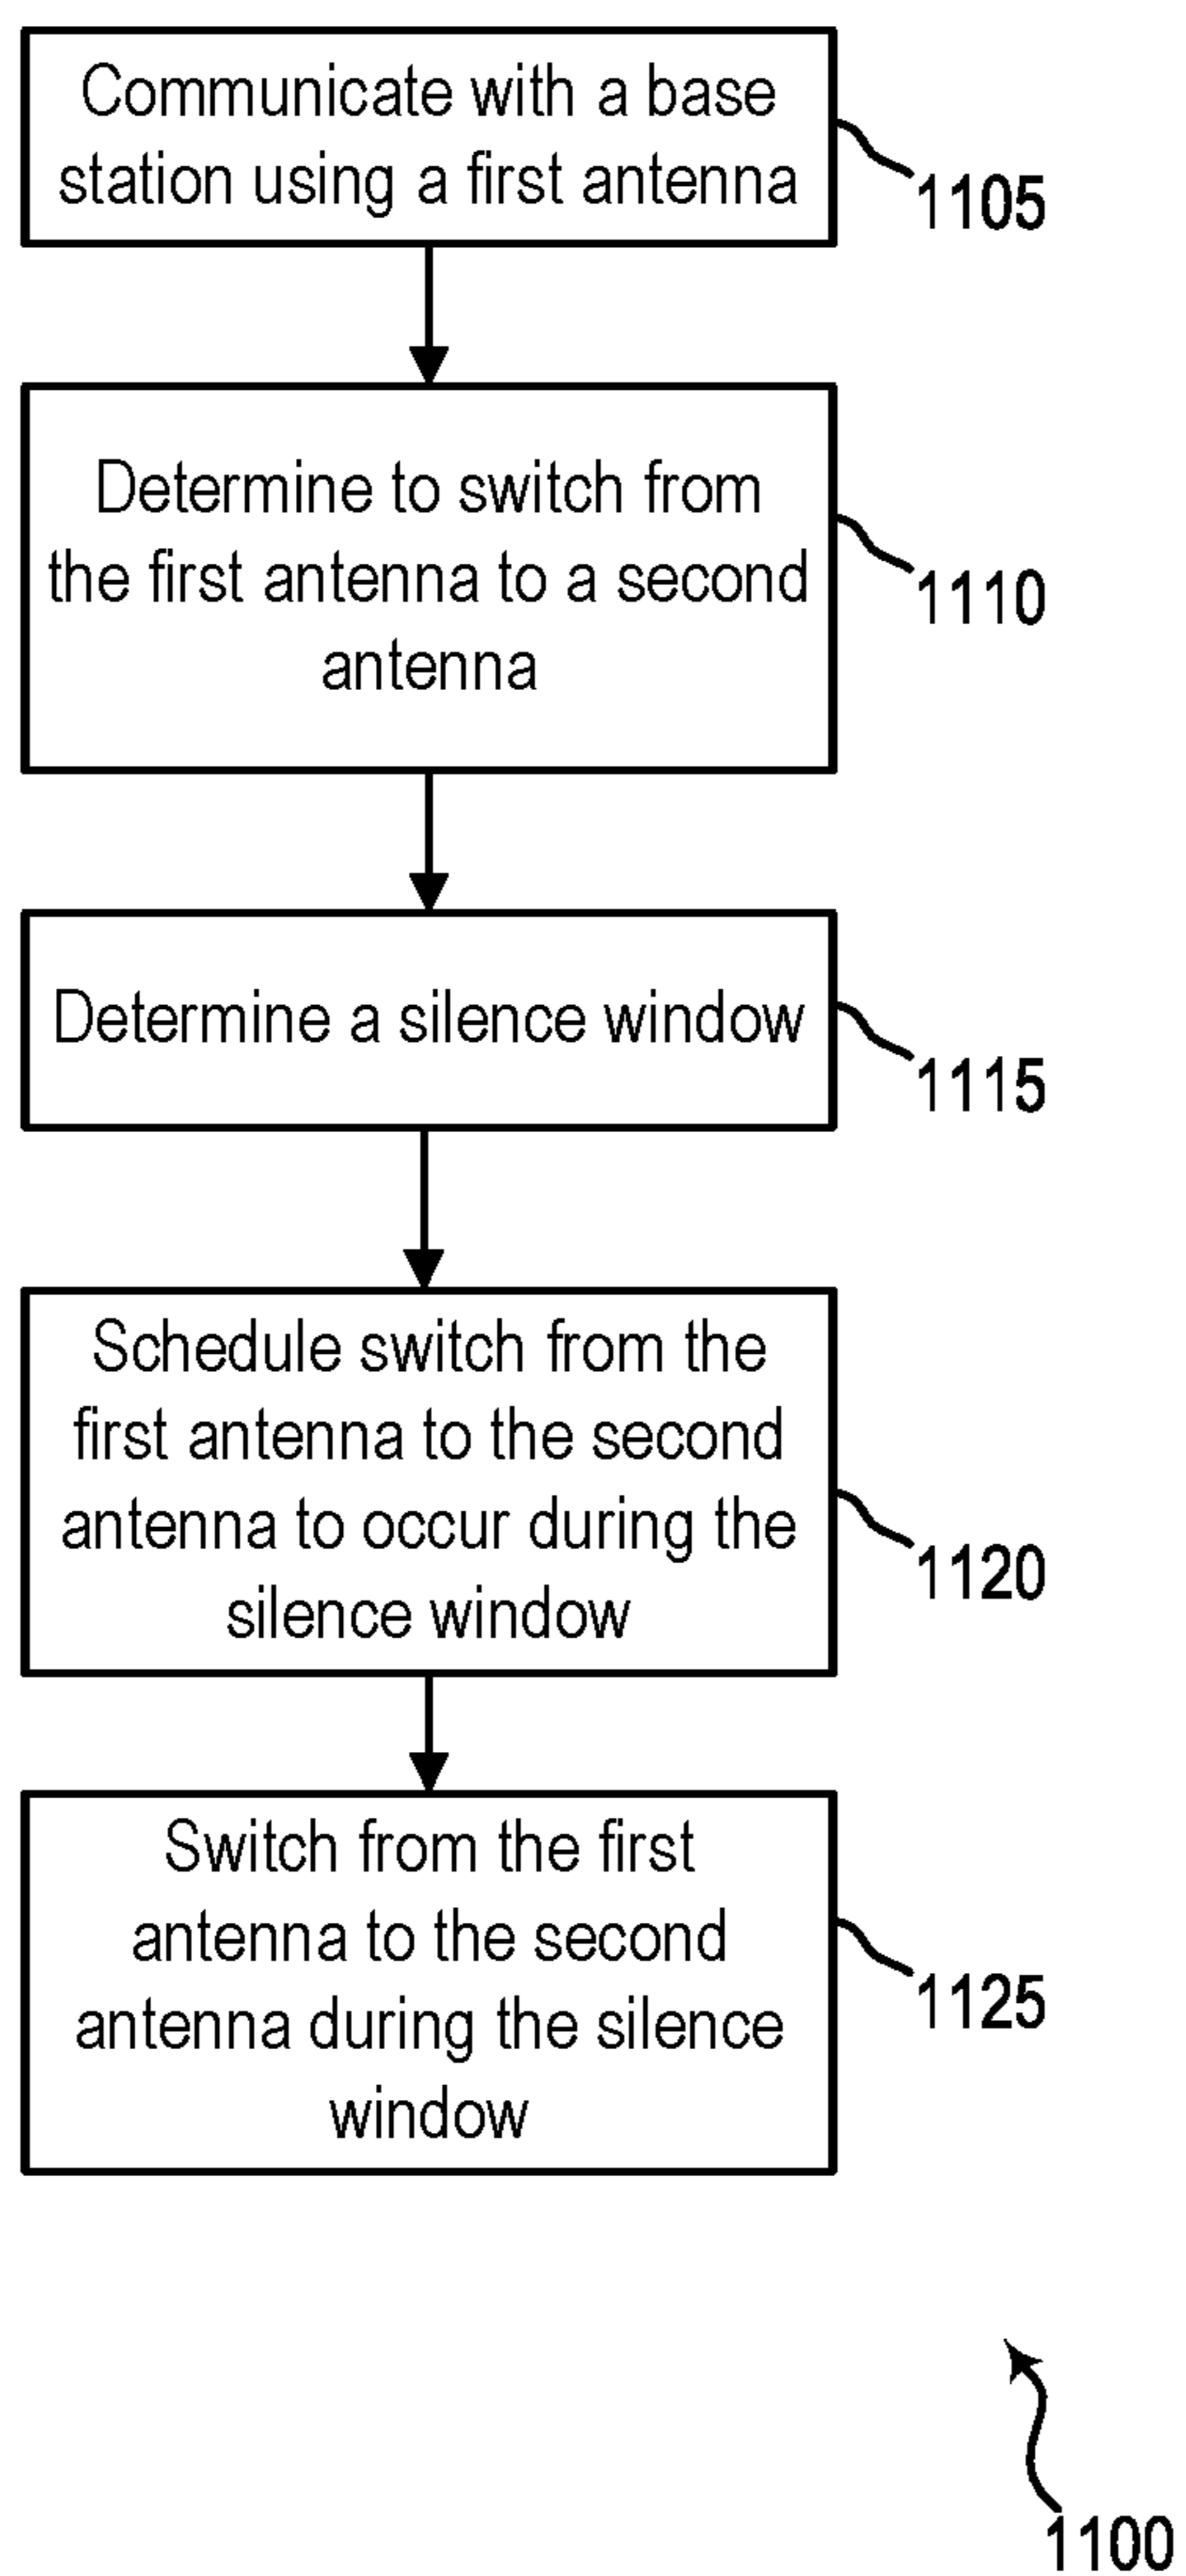 Communicate with a base
station using a first antenna
1105
Determine to switch from
the first antenna to a second
antenna
1110
Determine a silence window
1115
Schedule switch from the
first antenna to the second
antenna to occur during the
silence window
1120
Switch from the first
antenna to the second
antenna during the silence
window
1125
1100